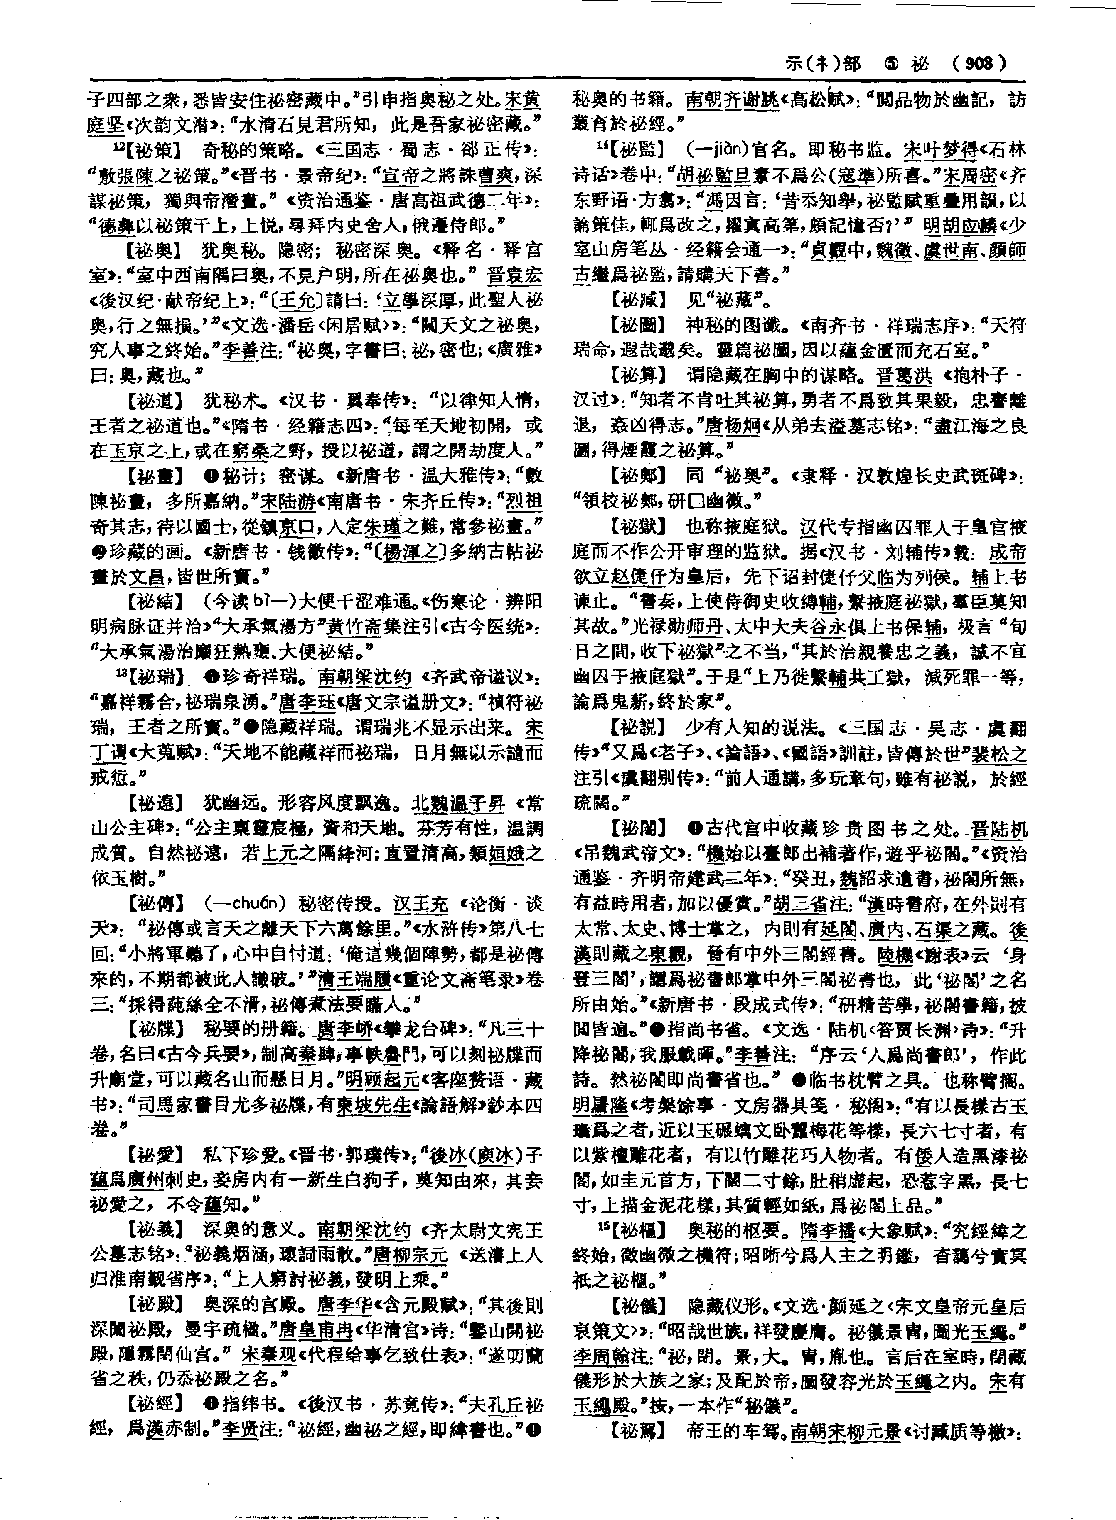 示(礻)部 ⑤ 祕 (903)
子四部之衆，悉皆安住祕密藏中。”引申指奥秘之处。宋黄
庭坚《次韵文潜》：“水清石見君所知，此是吾家祕密藏。”
¹²【祕策】 奇秘的策略。《三国志·蜀志·郤正传》：
“敷張陳之祕策。”《晋书·景帝纪》：“宣帝之將誅曹爽，深
謀祕策，獨與帝潛畫。”《资治通鉴·唐高祖武德二年》：
“德彝以祕策干上，上悦，尋拜内史舍人，俄遷侍郎。”
【祕奥】 犹奥秘。隐密；秘密深奥。《释名·释宫
室》：“室中西南隅曰奥，不見户明，所在祕奥也。”晋袁宏
《後汉纪·献帝纪上》：“〔王允〕請曰：‘立學深厚，此聖人祕
奥，行之無損。’”《文选·潘岳〈闲居赋〉》：“闚天文之祕奥，
究人事之終始。”李善注：“祕奥，字書曰：祕，密也；《廣雅》
曰：奥，藏也。”
【祕道】 犹秘术。《汉书·翼奉传》：“以律知人情，
王者之祕道也。”《隋书·经籍志四》：“每至天地初開，或
在玉京之上，或在窮桑之野，授以祕道，謂之開劫度人。”
【祕畫】 ❶秘计；密谋。《新唐书·温大雅传》：“數
陳祕畫，多所嘉納。”宋陆游《南唐书·宋齐丘传》：“烈祖
奇其志，待以國士，從鎮京口，入定朱瑾之難，常參祕畫。”
❷珍藏的画。《新唐书·钱徽传》：“〔楊渾之〕多納古帖祕
畫於文昌，皆世所寶。”
【祕結】 （今读bì—）大便干涩难通。《伤寒论·辨阳
明病脉证并治》“大承氣湯方”黄竹斋集注引《古今医统》：
“大承氣湯治癲狂熱壅、大便祕結。”
¹³【祕瑞】 ❶珍奇祥瑞。南朝梁沈约《齐武帝谥议》：
“嘉祥霧合，祕瑞泉湧。”唐李珏《唐文宗谥册文》：“禎符祕
瑞，王者之所寶。”❷隐藏祥瑞。谓瑞兆不显示出来。宋
丁谓《大蒐赋》：“天地不能藏祥而祕瑞，日月無以示譴而
戒愆。”
【祕遠】 犹幽远。形容风度飘逸。北魏温子昇《常
山公主碑》：“公主稟靈宸極，資和天地。芬芳有性，温調
成質。自然祕遠，若上元之隔絳河；直置清高，類姮娥之
依玉樹。”
【祕傳】 （—chuán）秘密传授。汉王充《论衡·谈
天》：“祕傳或言天之離天下六萬餘里。”《水浒传》第八七
回：“小將軍聽了，心中自忖道：‘俺這幾個陣勢，都是祕傳
來的，不期都被此人識破。’”清王端履《重论文斋笔录》卷
三：“採得蒓絲全不滑，祕傳煮法要瞞人。”
【祕牒】 秘要的册籍。唐李峤《攀龙台碑》：“凡三十
卷，名曰《古今兵要》，制高秦牌，事軼魯門，可以刻祕牒而
升廟堂，可以藏名山而懸日月。”明顾起元《客座赘语·藏
书》：“司馬家書目尤多祕牒，有東坡先生《論語解》鈔本四
卷。”
【祕愛】 私下珍爱。《晋书·郭璞传》：“後冰(庾冰)子
蘊爲廣州刺史，妾房内有一新生白狗子，莫知由來，其妾
祕愛之，不令蘊知。”
【祕義】 深奥的意义。南朝梁沈约《齐太尉文宪王
公墓志铭》：“祕義烟涵，瓌詞雨散。”唐柳宗元《送濬上人
归淮南觐省序》：“上人窮討祕義，發明上乘。”
【祕殿】 奥深的宫殿。唐李华《含元殿赋》：“其後則
深闈祕殿，曼宇疏楹。”唐皇甫冉《华清宫》诗：“鑿山開祕
殿，隱霧閉仙宫。”宋秦观《代程给事乞致仕表》：“遂叨蘭
省之秩，仍忝祕殿之名。”
【祕經】 ❶指纬书。《後汉书·苏竟传》：“夫孔丘祕
經，爲漢赤制。”李贤注：“祕經，幽祕之經，即緯書也。”❷
秘奥的书籍。南朝齐谢朓《高松赋》：“閲品物於幽記，訪
叢育於祕經。”
¹⁴【祕監】 （—jiàn）官名。即秘书监。宋叶梦得《石林
诗话》卷中：“胡祕監旦素不爲公(寇準)所喜。”宋周密《齐
东野语·方翥》：“馮因言：‘昔忝知舉，祕監賦重疊用韻，以
論策佳，輒爲改之，擢寘高第，頗記憶否？’”明胡应麟《少
室山房笔丛·经籍会通一》：“貞觀中，魏徵、虞世南、顔師
古繼爲祕監，請購天下書。”
【祕臧】 见“祕藏”。
【祕圖】 神秘的图谶。《南齐书·祥瑞志序》：“天符
瑞命，遐哉邈矣。靈篇祕圖，因以蘊金匱而充石室。”
【祕算】 谓隐藏在胸中的谋略。晋葛洪《抱朴子·
汉过》：“知者不肯吐其祕算，勇者不爲致其果毅，忠謇離
退，姦凶得志。”唐杨炯《从弟去盈墓志铭》：“盡江海之良
圖，得煙霞之祕算。”
【祕鄭】 同“祕奥”。《隶释·汉敦煌长史武斑碑》：
“領校祕鄭，研□幽微。”
【祕獄】 也称掖庭狱。汉代专指幽囚罪人于皇宫掖
庭而不作公开审理的监狱。据《汉书·刘辅传》载：成帝
欲立赵倢伃为皇后，先下诏封倢伃父临为列侯。辅上书
谏止。“書奏，上使侍御史收縛輔，繫掖庭祕獄，羣臣莫知
其故。”光禄勋师丹、太中大夫谷永俱上书保辅，极言“旬
日之間，收下祕獄”之不当，“其於治親養忠之義，誠不宜
幽囚于掖庭獄”。于是“上乃徙繫輔共工獄，減死罪一等，
論爲鬼薪，終於家”。
【祕説】 少有人知的说法。《三国志·吴志·虞翻
传》“又爲《老子》、《論語》、《國語》訓註，皆傳於世”裴松之
注引《虞翻别传》：“前人通講，多玩章句，雖有祕説，於經
疏闊。”
【祕閣】 ❶古代宫中收藏珍贵图书之处。晋陆机
《吊魏武帝文》：“機始以臺郎出補著作，遊乎祕閣。”《资治
通鉴·齐明帝建武二年》：“癸丑，魏詔求遺書，祕閣所無，
有益時用者，加以優賞。”胡三省注：“漢時書府，在外則有
太常、太史、博士掌之，内則有延閣、廣内、石渠之藏。後
漢則藏之東觀，晉有中外三閣經書。陸機《謝表》云‘身
登三閣’，謂爲祕書郎掌中外三閣祕書也，此‘祕閣’之名
所由始。”《新唐书·段成式传》：“研精苦學，祕閣書籍，披
閲皆遍。”❷指尚书省。《文选·陆机〈答贾长渊〉诗》：“升
降祕閣，我服載暉。”李善注：“序云‘入爲尚書郎’，作此
詩。然祕閣即尚書省也。”❸临书枕臂之具。也称臂搁。
明屠隆《考槃馀事·文房器具笺·秘阁》：“有以長樣古玉
璏爲之者，近以玉碾螭文卧蠶梅花等樣，長六七寸者，有
以紫檀雕花者，有以竹雕花巧人物者。有倭人造黑漆祕
閣，如圭元首方，下闊二寸餘，肚稍虚起，恐惹字黑，長七
寸，上描金泥花樣，其質輕如紙，爲祕閣上品。”
¹⁵【祕樞】 奥秘的枢要。隋李播《大象赋》：“究經緯之
終始，徵幽微之機符；昭晰兮爲人主之明鑑，杳藹兮實冥
祇之祕樞。”
【祕儀】 隐藏仪形。《文选·颜延之〈宋文皇帝元皇后
哀策文〉》：“昭哉世族，祥發慶膺。祕儀景胄，圖光玉繩。”
李周翰注：“祕，閉。景，大。胄，胤也。言后在室時，閉藏
儀形於大族之家；及配於帝，圖發容光於玉繩之内。宋有
玉繩殿。”按，一本作“秘儀”。
【祕駕】 帝王的车驾。南朝宋柳元景《讨臧质等檄》：